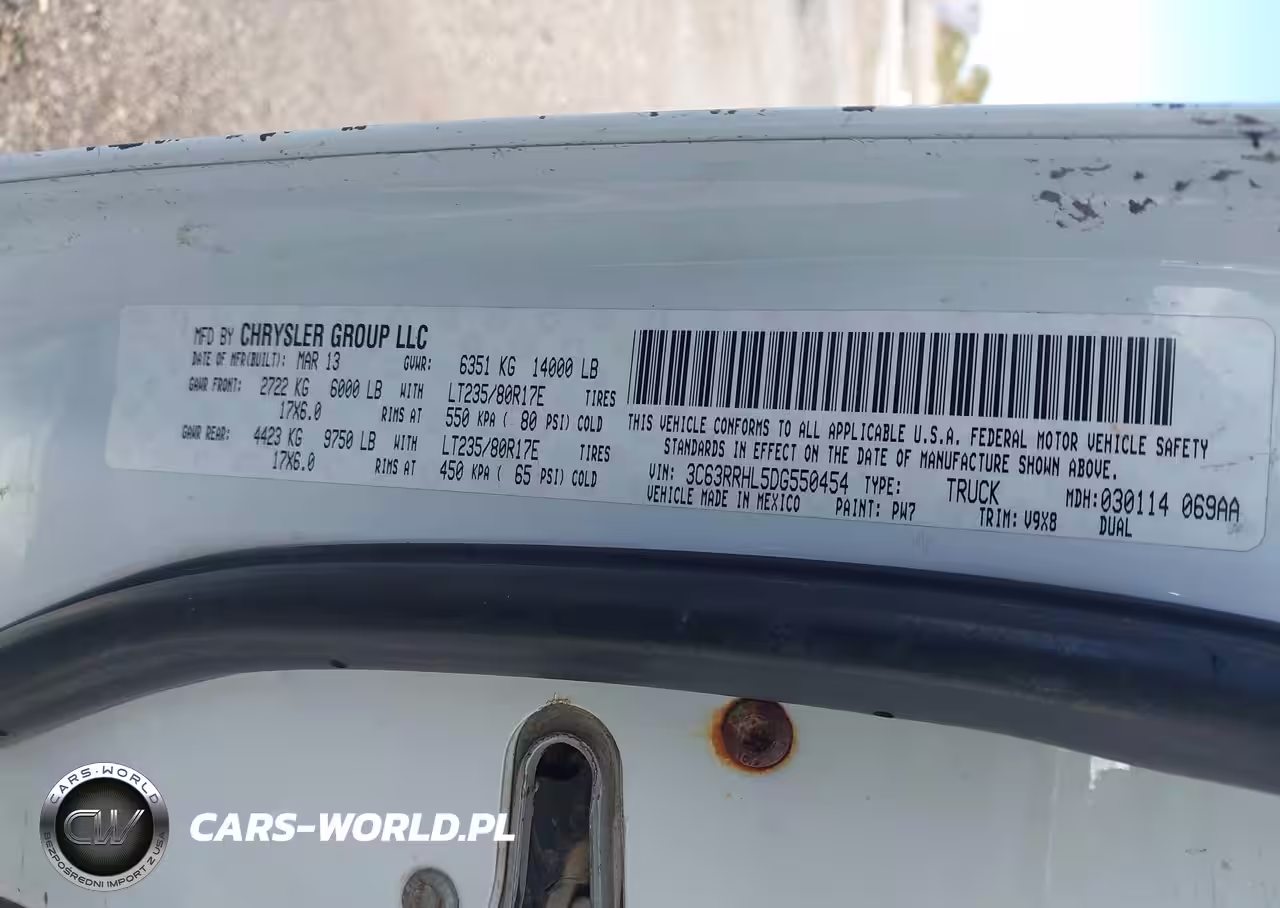 MFD BY CHRYSLER GROUP LLC
DATE OF MFR(BUILT): MAR 13 GVWR: 6351 KG 14000 LB
GAWR FRONT: 2722 KG 6000 LB WITH LT235/80R17E TIRES
17X6.0 RIMS AT 550 KPA ( 80 PSI) COLD
GAWR REAR: 4423 KG 9750 LB WITH LT235/80R17E TIRES
17X6.0 RIMS AT 450 KPA ( 65 PSI) COLD
THIS VEHICLE CONFORMS TO ALL APPLICABLE U.S.A. FEDERAL MOTOR VEHICLE SAFETY
STANDARDS IN EFFECT ON THE DATE OF MANUFACTURE SHOWN ABOVE.
VIN: 3C63RRHL5DG550454 TYPE: TRUCK MDH:030114 069AA
VEHICLE MADE IN MEXICO PAINT: PW7 TRIM: V9X8 DUAL
CARS-WORLD
CW
BEZPOŚREDNI IMPORT Z USA
CARS-WORLD.PL